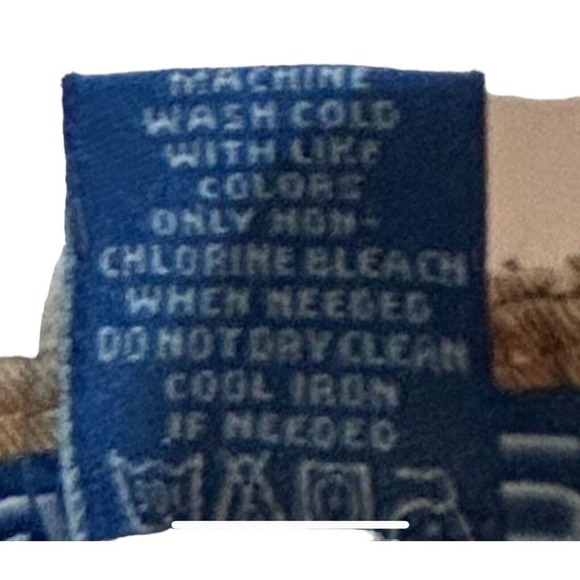 MACHINE
WASH COLD
WITH LIKE
COLORS
ONLY NON-
CHLORINE BLEACH
WHEN NEEDED
DO NOT DRY CLEAN
COOL IRON
IF NEEDED